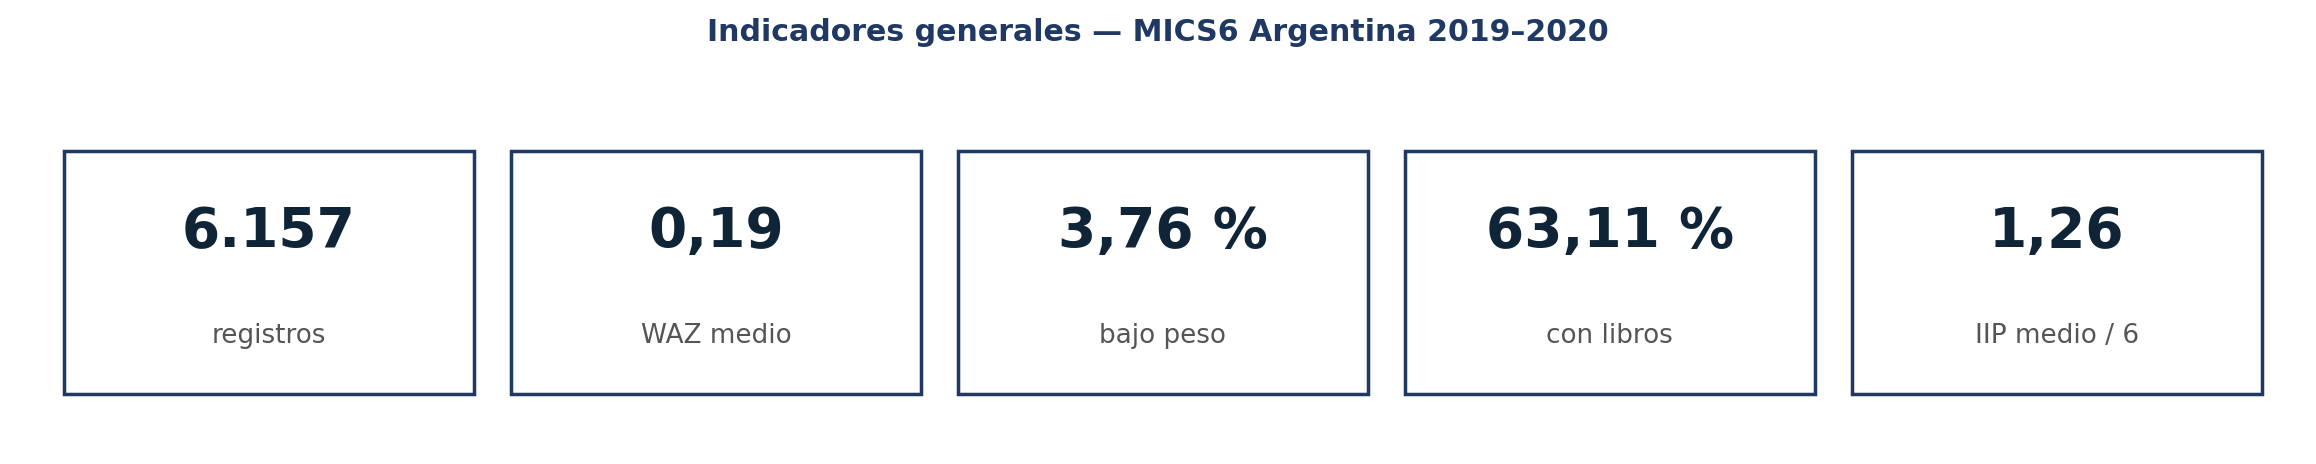 Indicadores generales — MICS6 Argentina 2019–2020
6.157
registros
0,19
WAZ medio
3,76 %
bajo peso
63,11 %
con libros
1,26
IIP medio / 6